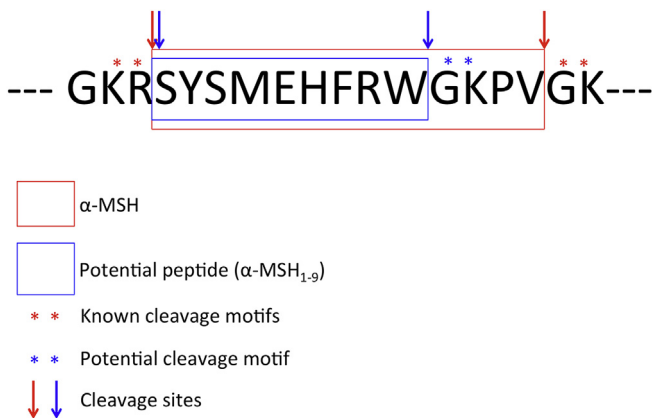 --- GKRSYSMEHFRWGKPVGK---
α-MSH
Potential peptide (α-MSH1-9)
* * Known cleavage motifs
* * Potential cleavage motif
Cleavage sites